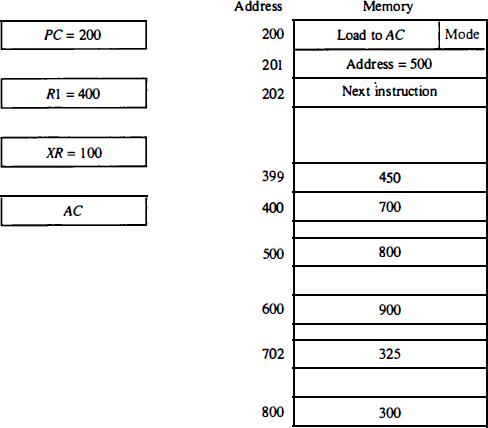 Address Memory
PC = 200
200 Load to AC Mode
201 Address = 500
R1 = 400
202 Next instruction
XR = 100
399 450
AC
400 700
500 800
600 900
702 325
800 300